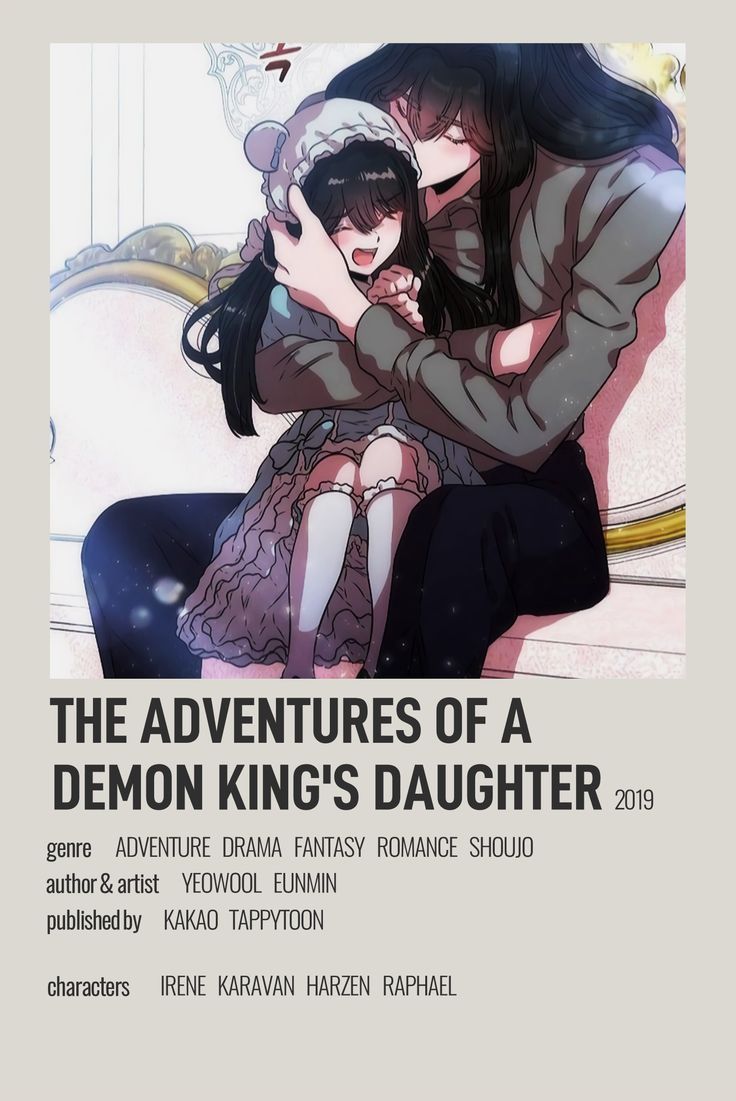 THE ADVENTURES OF A
DEMON KING'S DAUGHTER 2019
genre ADVENTURE DRAMA FANTASY ROMANCE SHOUJO
author & artist YEOWOOL EUNMIN
published by KAKAO TAPPYTOON
characters IRENE KARAVAN HARZEN RAPHAEL